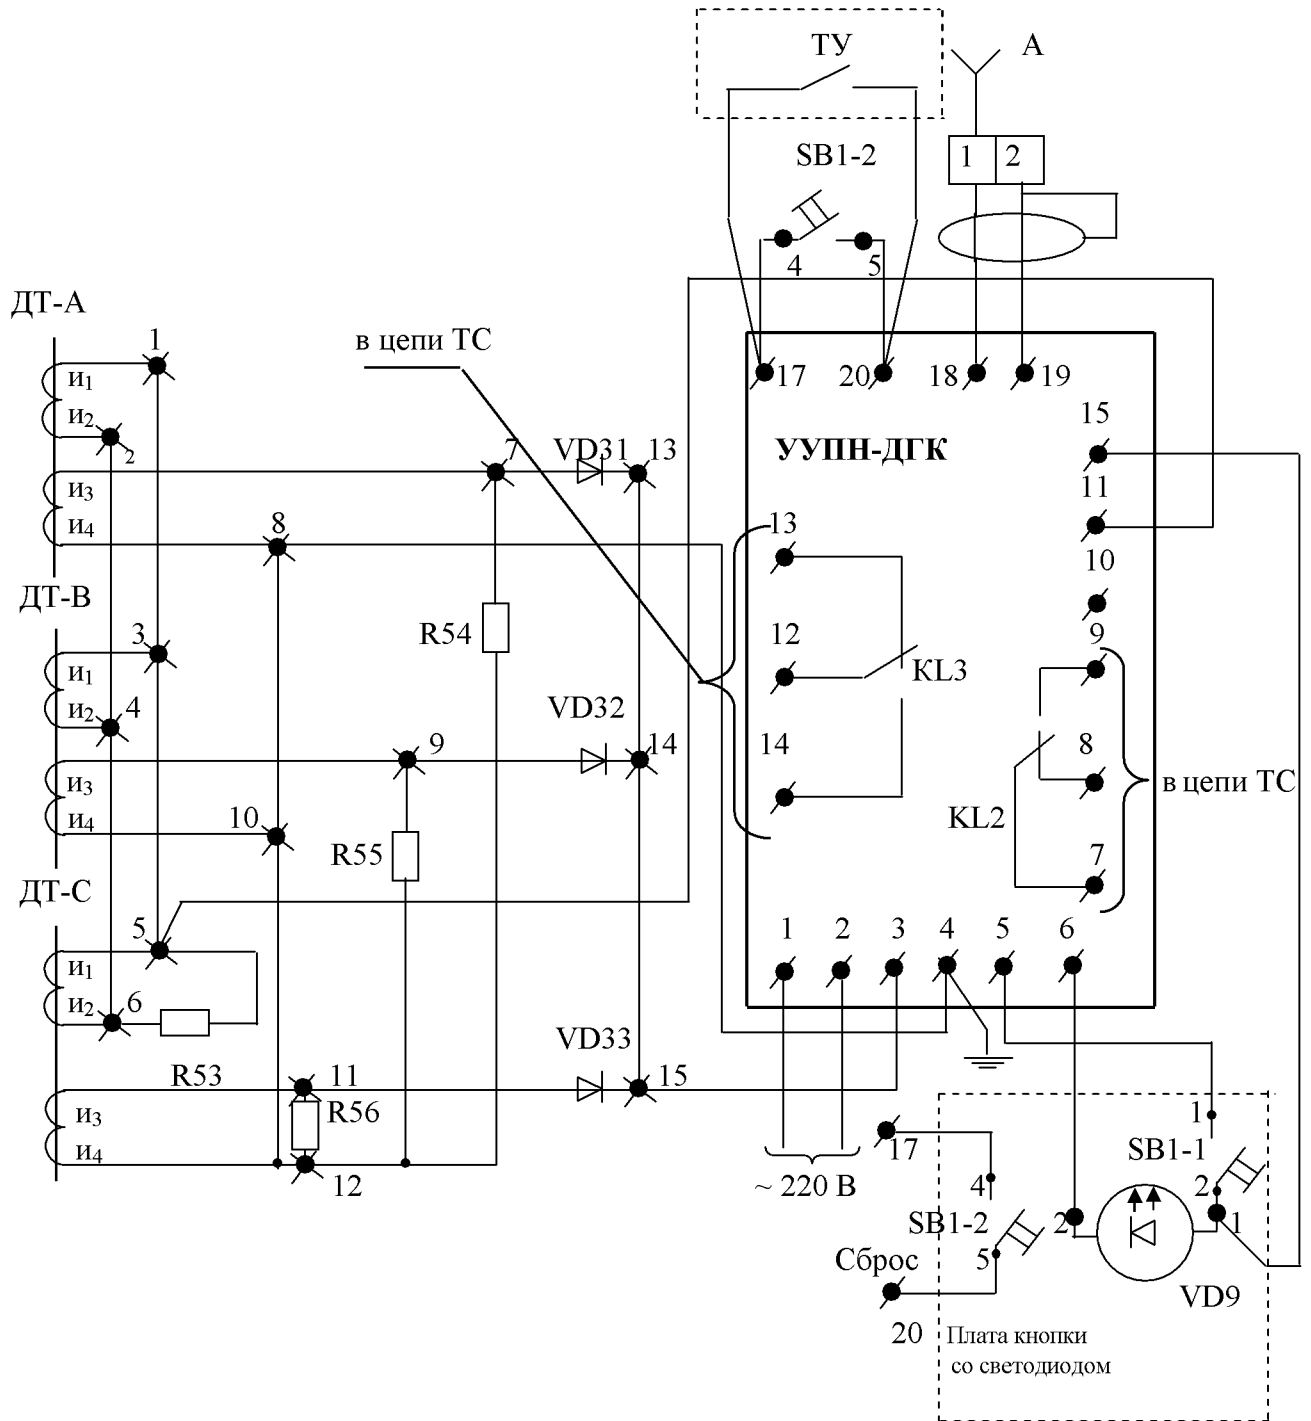 ТУ
А
1 2
SB1-2
4 5
ДТ-А
1
в цепи ТС
и1
и2
2
17 20 18 19
15
УУПН-ДГК
7 VD31 13
и3
и4
8
11
13
10
ДТ-В
3
R54
12
9
KL3
и1
и2
4
VD32
9 14
14
8
в цепи ТС
и3
и4
10
R55
KL2
7
ДТ-С
5
1 2 3 4 5 6
и1
и2
6
VD33
R53 11 15
R56
и3
и4
12
~ 220 В
17
1
SB1-1
4
2
SB1-2
2
1
5
Сброс
VD9
20
Плата кнопки
со светодиодом